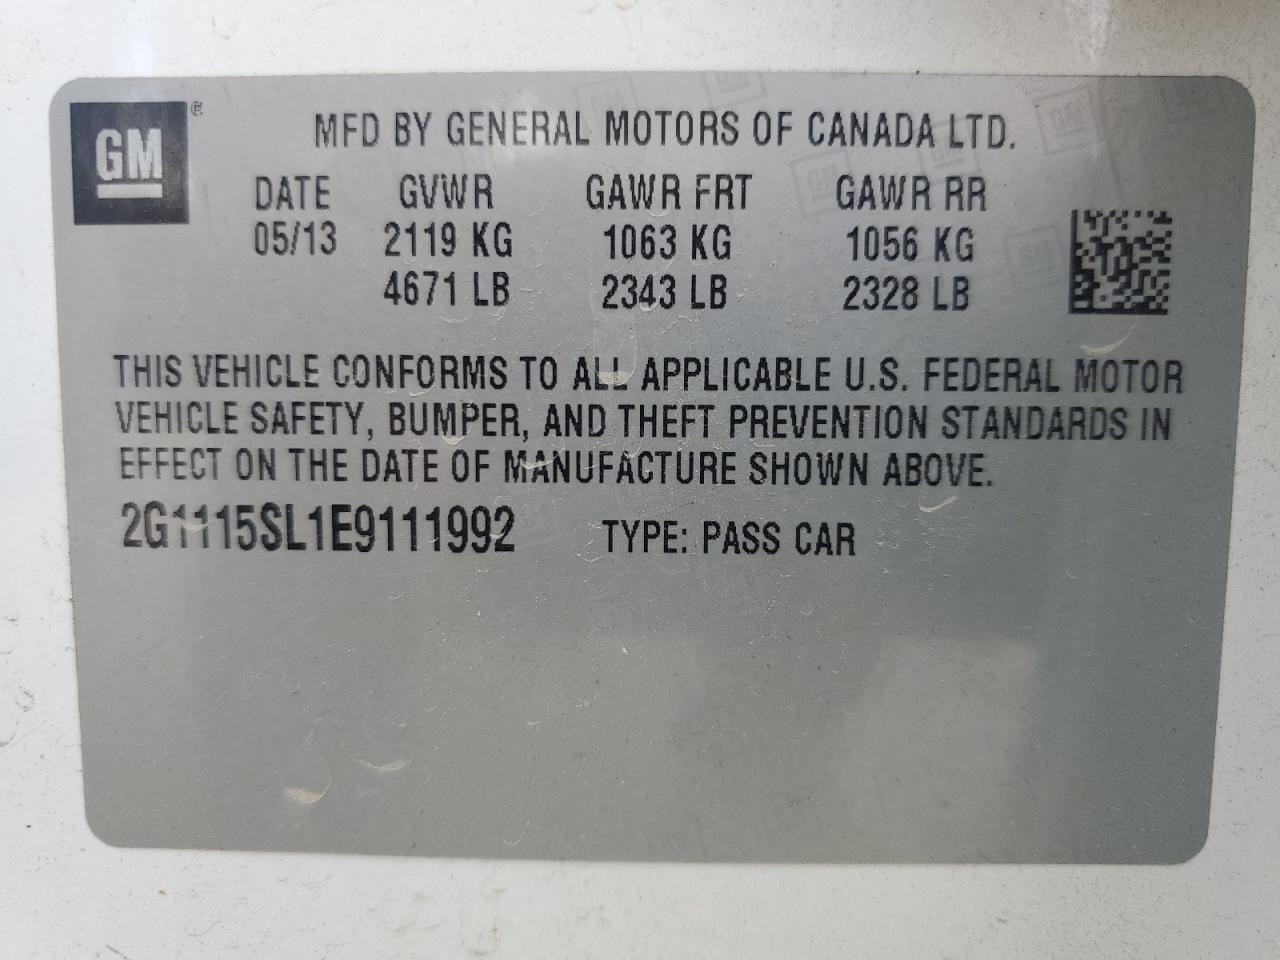 GM®
MFD BY GENERAL MOTORS OF CANADA LTD.
DATE GVWR GAWR FRT GAWR RR
05/13 2119 KG 1063 KG 1056 KG
4671 LB 2343 LB 2328 LB
THIS VEHICLE CONFORMS TO ALL APPLICABLE U.S. FEDERAL MOTOR
VEHICLE SAFETY, BUMPER, AND THEFT PREVENTION STANDARDS IN
EFFECT ON THE DATE OF MANUFACTURE SHOWN ABOVE.
2G1115SL1E9111992 TYPE: PASS CAR